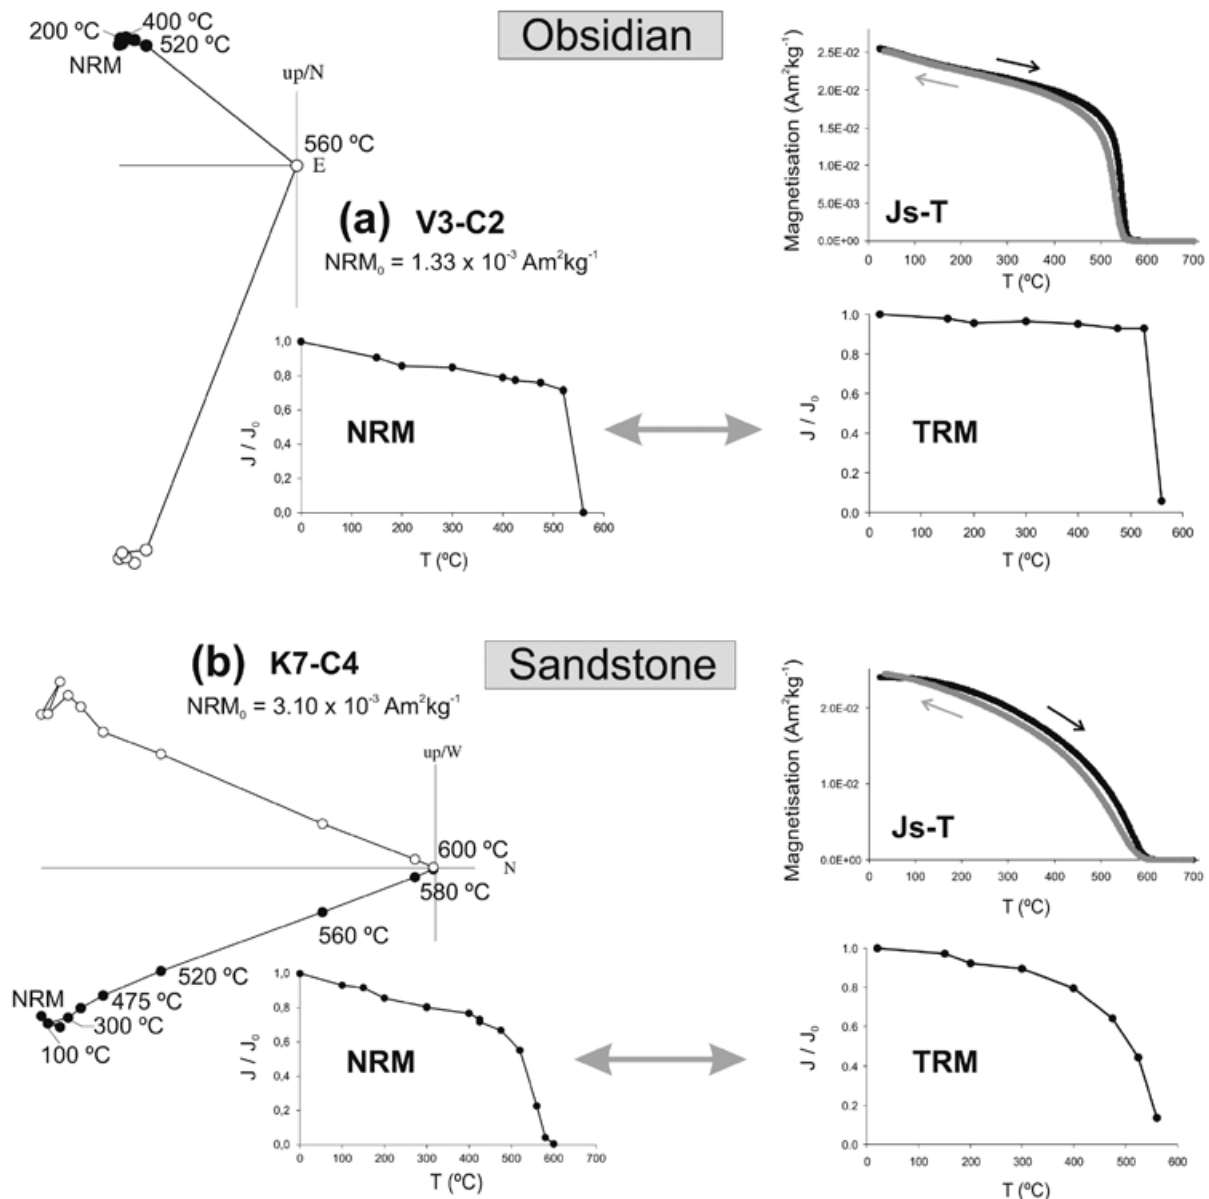 Obsidian
200 ºC
400 ºC
520 ºC
NRM
up/N
560 ºC
E
(a) V3-C2
NRM₀ = 1.33 x 10⁻³ Am²kg⁻¹
Magnetisation (Am²kg⁻¹)
2.5E-02
2.0E-02
1.5E-02
1.0E-02
5.0E-03
0.0E+00
Js-T
0 100 200 300 400 500 600 700
T (ºC)
J / J₀
1,0
0,8
0,6
0,4
0,2
0,0
NRM
0 100 200 300 400 500 600
T (ºC)
J / J₀
1.0
0.8
0.6
0.4
0.2
0.0
TRM
0 100 200 300 400 500 600
T (ºC)
Sandstone
(b) K7-C4
NRM₀ = 3.10 x 10⁻³ Am²kg⁻¹
up/W
600 ºC
N
580 ºC
560 ºC
520 ºC
475 ºC
NRM
300 ºC
100 ºC
Magnetisation (Am²kg⁻¹)
2.0E-02
1.0E-02
0.0E+00
Js-T
0 100 200 300 400 500 600 700
T (ºC)
J / J₀
1,0
0,8
0,6
0,4
0,2
0,0
NRM
0 100 200 300 400 500 600 700
T (ºC)
J / J₀
1.0
0.8
0.6
0.4
0.2
0.0
TRM
0 100 200 300 400 500 600
T (ºC)